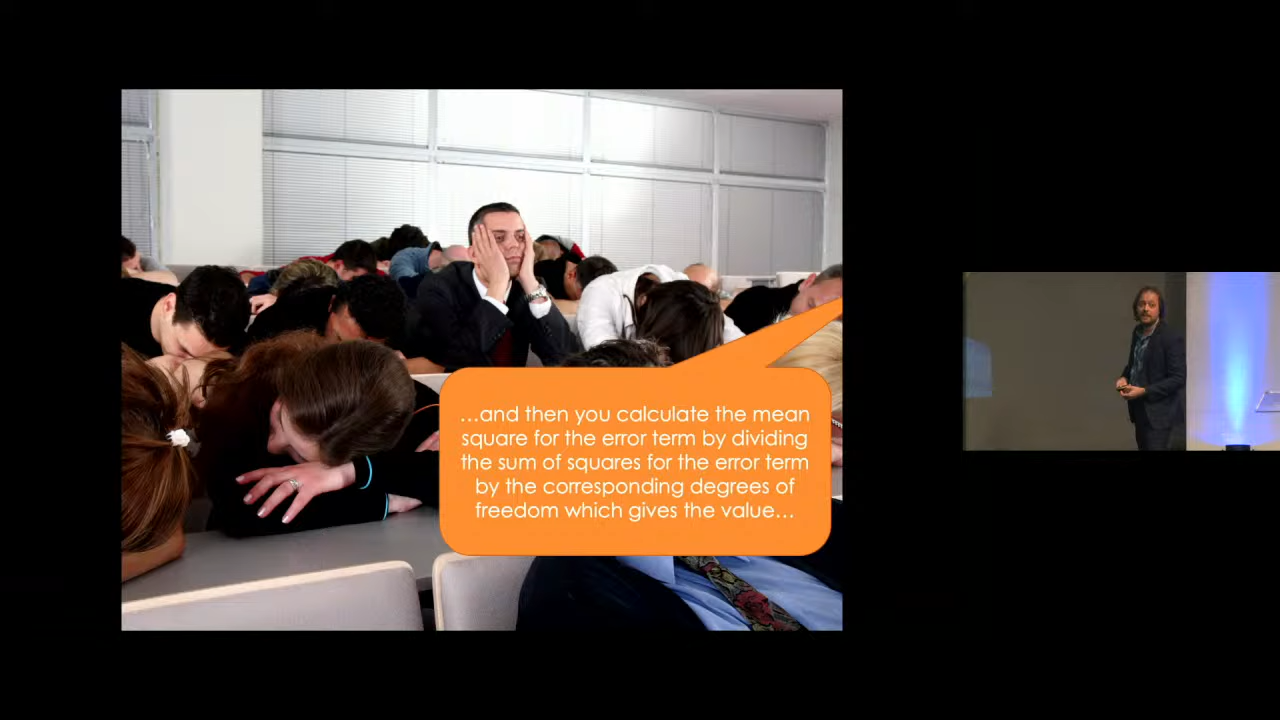 …and then you calculate the mean
square for the error term by dividing
the sum of squares for the error term
by the corresponding degrees of
freedom which gives the value…